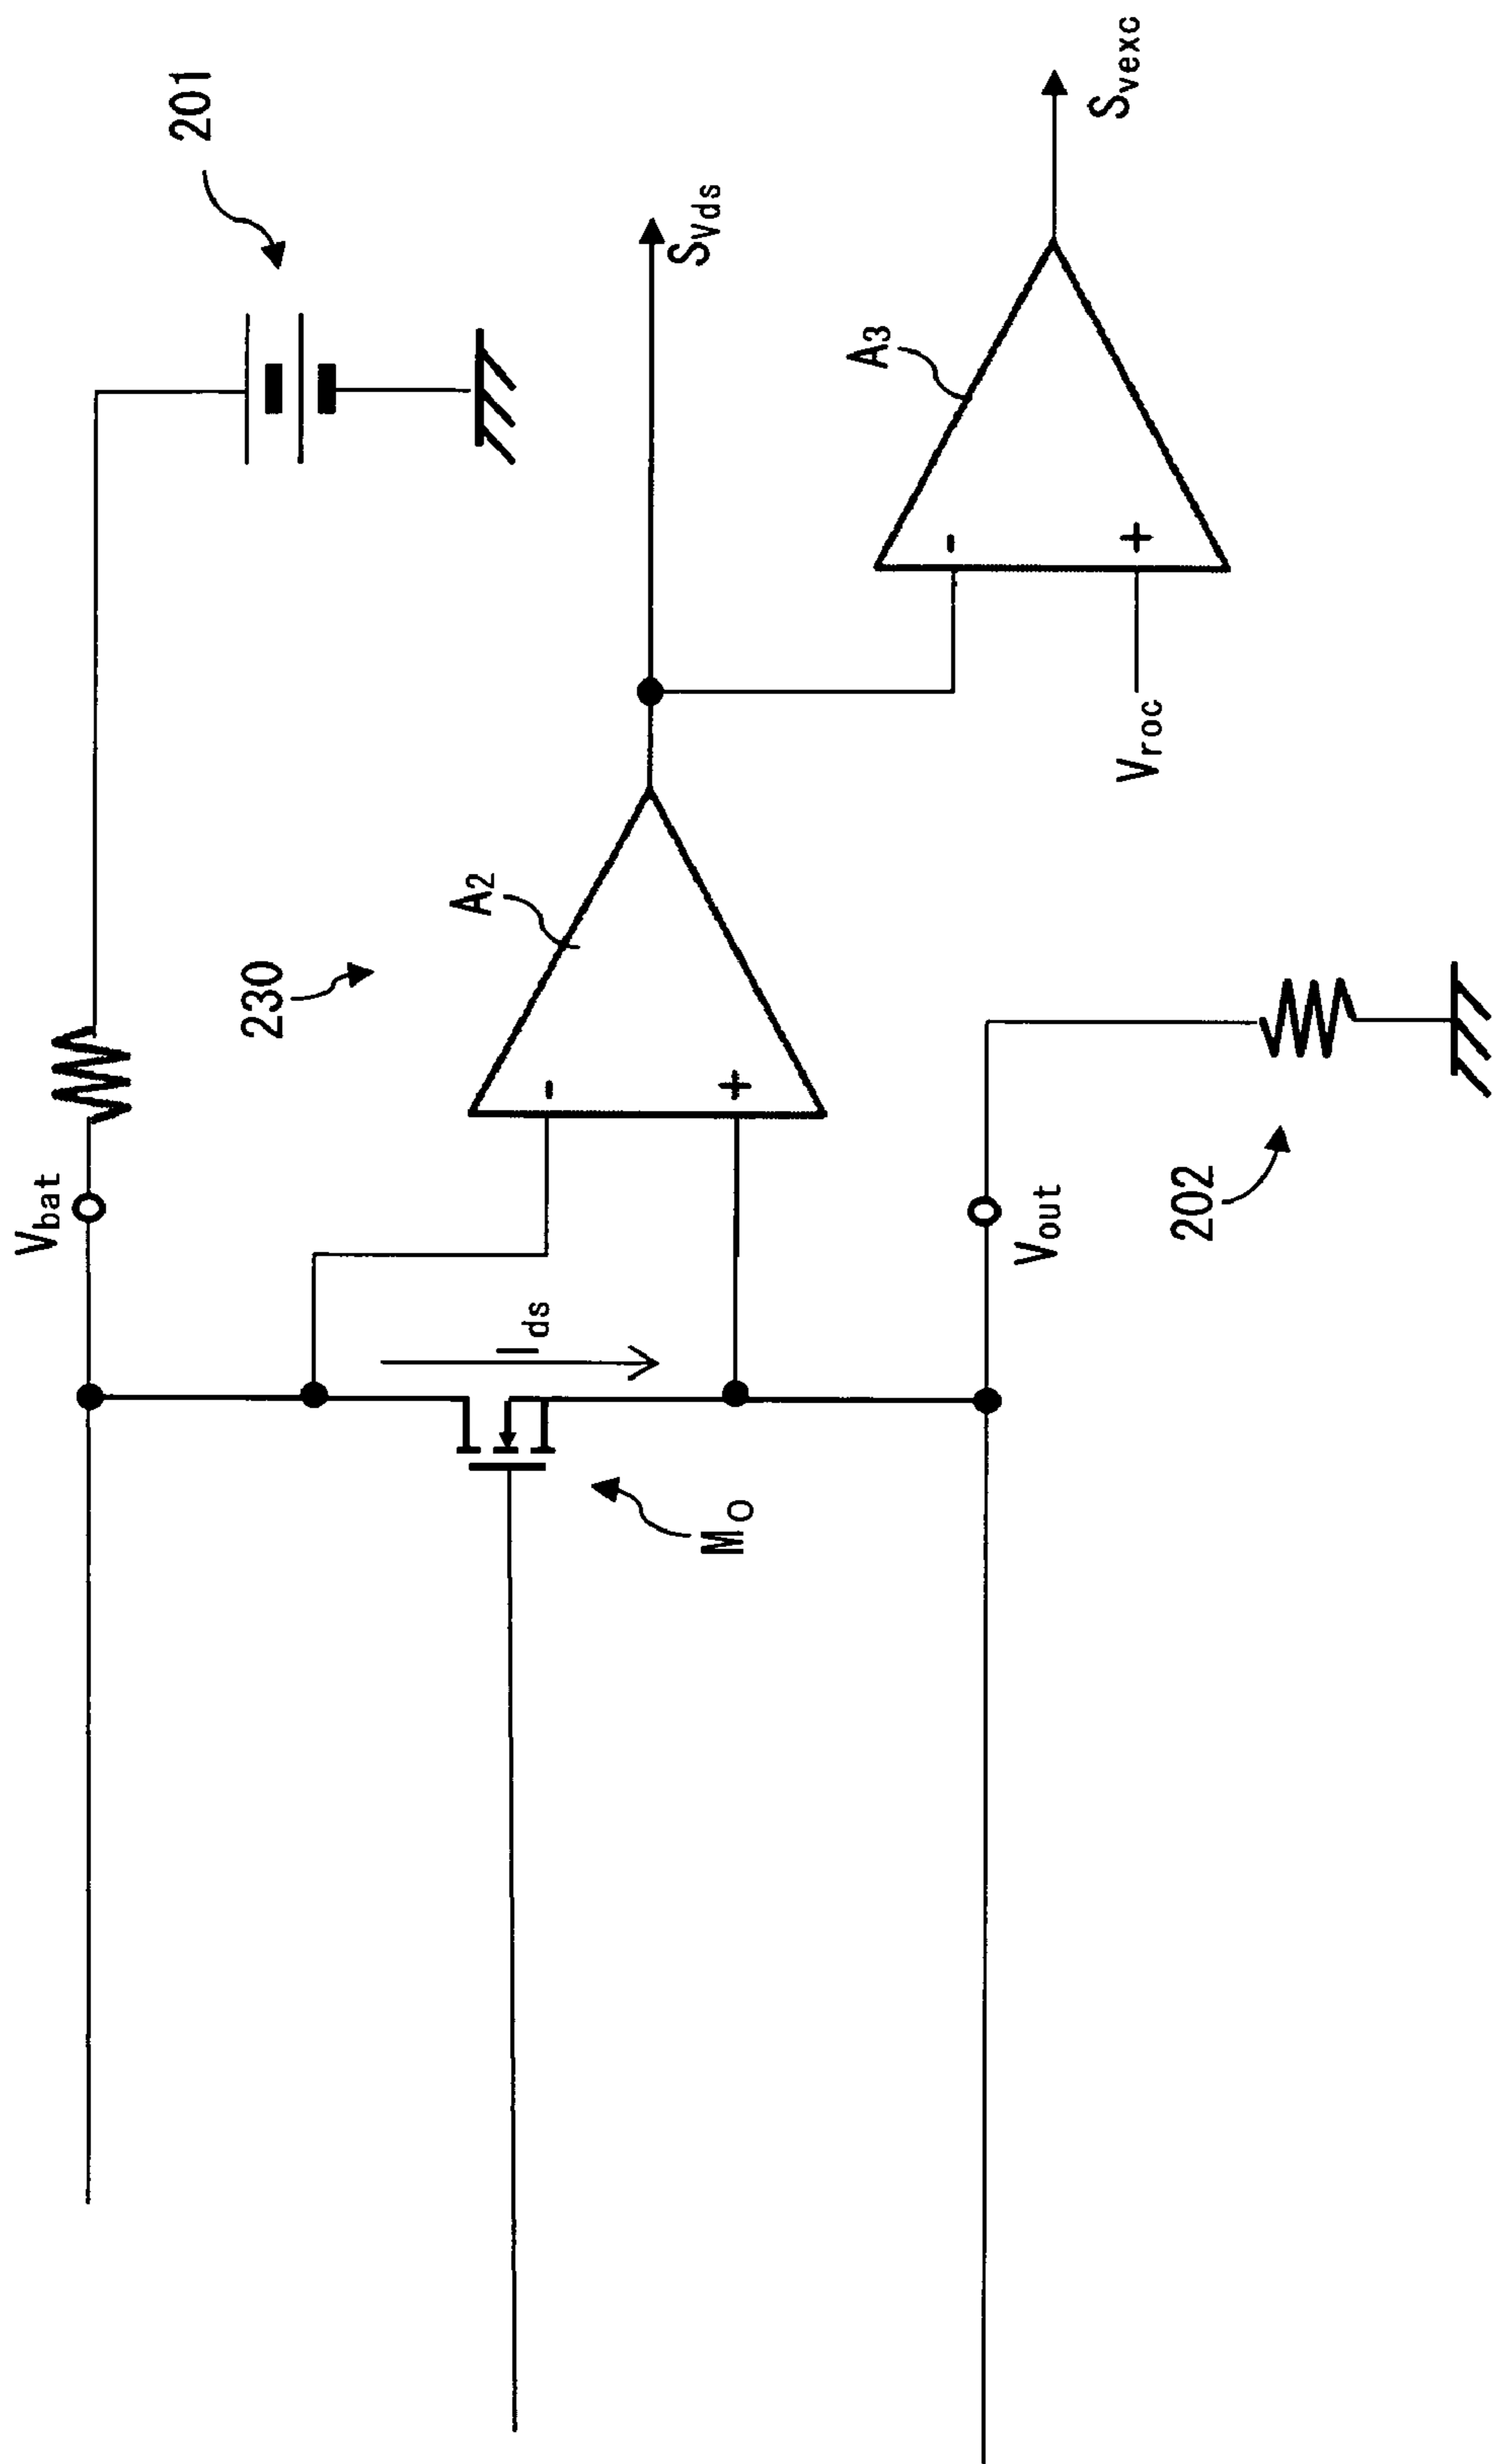 201
Svexc
SVds
A3
A2
230
Vroc
Vbat
-
+
-
+
Ids
Vout
202
MO